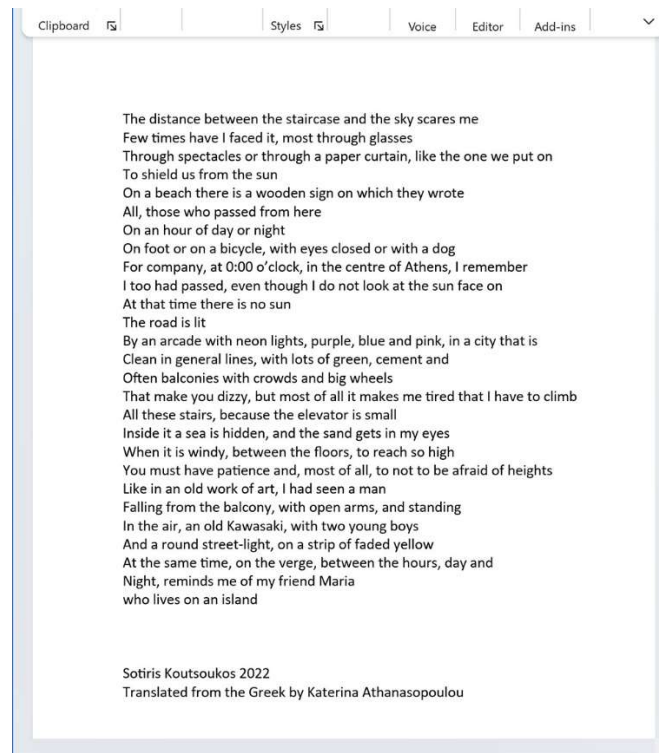 Clipboard Styles Voice Editor Add-ins
The distance between the staircase and the sky scares me
Few times have I faced it, most through glasses
Through spectacles or through a paper curtain, like the one we put on
To shield us from the sun
On a beach there is a wooden sign on which they wrote
All, those who passed from here
On an hour of day or night
On foot or on a bicycle, with eyes closed or with a dog
For company, at 0:00 o’clock, in the centre of Athens, I remember
I too had passed, even though I do not look at the sun face on
At that time there is no sun
The road is lit
By an arcade with neon lights, purple, blue and pink, in a city that is
Clean in general lines, with lots of green, cement and
Often balconies with crowds and big wheels
That make you dizzy, but most of all it makes me tired that I have to climb
All these stairs, because the elevator is small
Inside it a sea is hidden, and the sand gets in my eyes
When it is windy, between the floors, to reach so high
You must have patience and, most of all, to not to be afraid of heights
Like in an old work of art, I had seen a man
Falling from the balcony, with open arms, and standing
In the air, an old Kawasaki, with two young boys
And a round street-light, on a strip of faded yellow
At the same time, on the verge, between the hours, day and
Night, reminds me of my friend Maria
who lives on an island
Sotiris Koutsoukos 2022
Translated from the Greek by Katerina Athanasopoulou